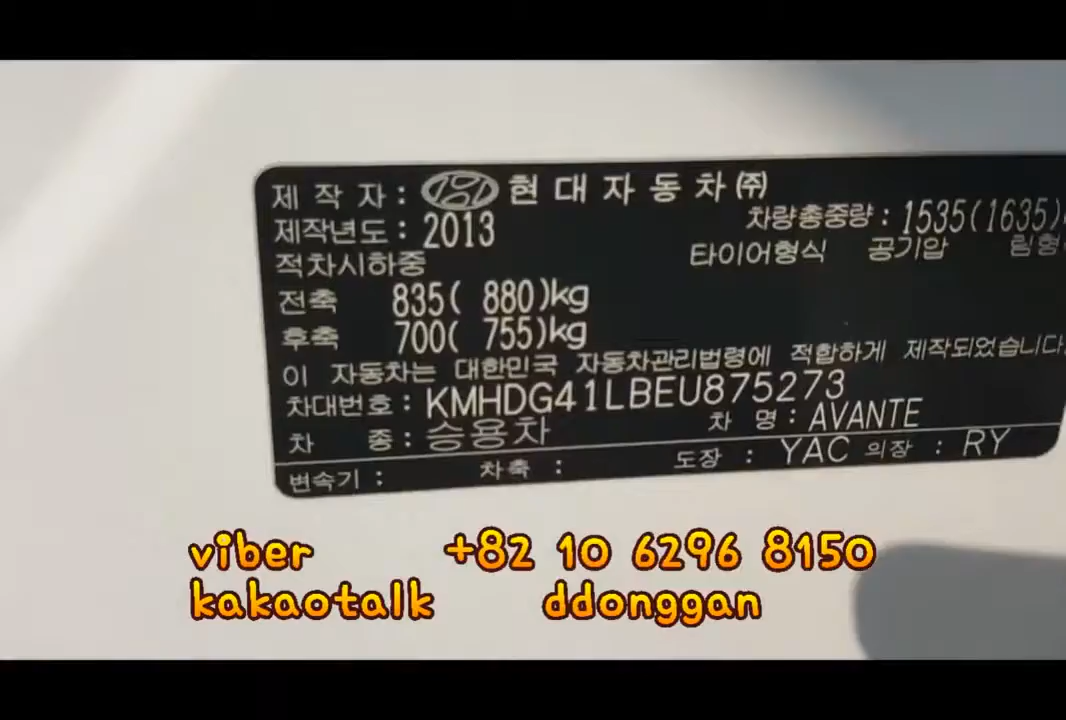 제 작 자 : 현 대 자 동 차 ㈜
제작년도 : 2013
차량총중량 : 1535(1635)
적차시하중
타이어형식 공기압 림형
전축 835( 880)kg
후축 700( 755)kg
이 자동차는 대한민국 자동차관리법령에 적합하게 제작되었습니다
차대번호 : KMHDG41LBEU875273
차 종 : 승용차 차 명 : AVANTE
변속기 : 차축 : 도장 : YAC 의장 : RY
viber +82 10 6296 8150
kakaotalk ddonggan